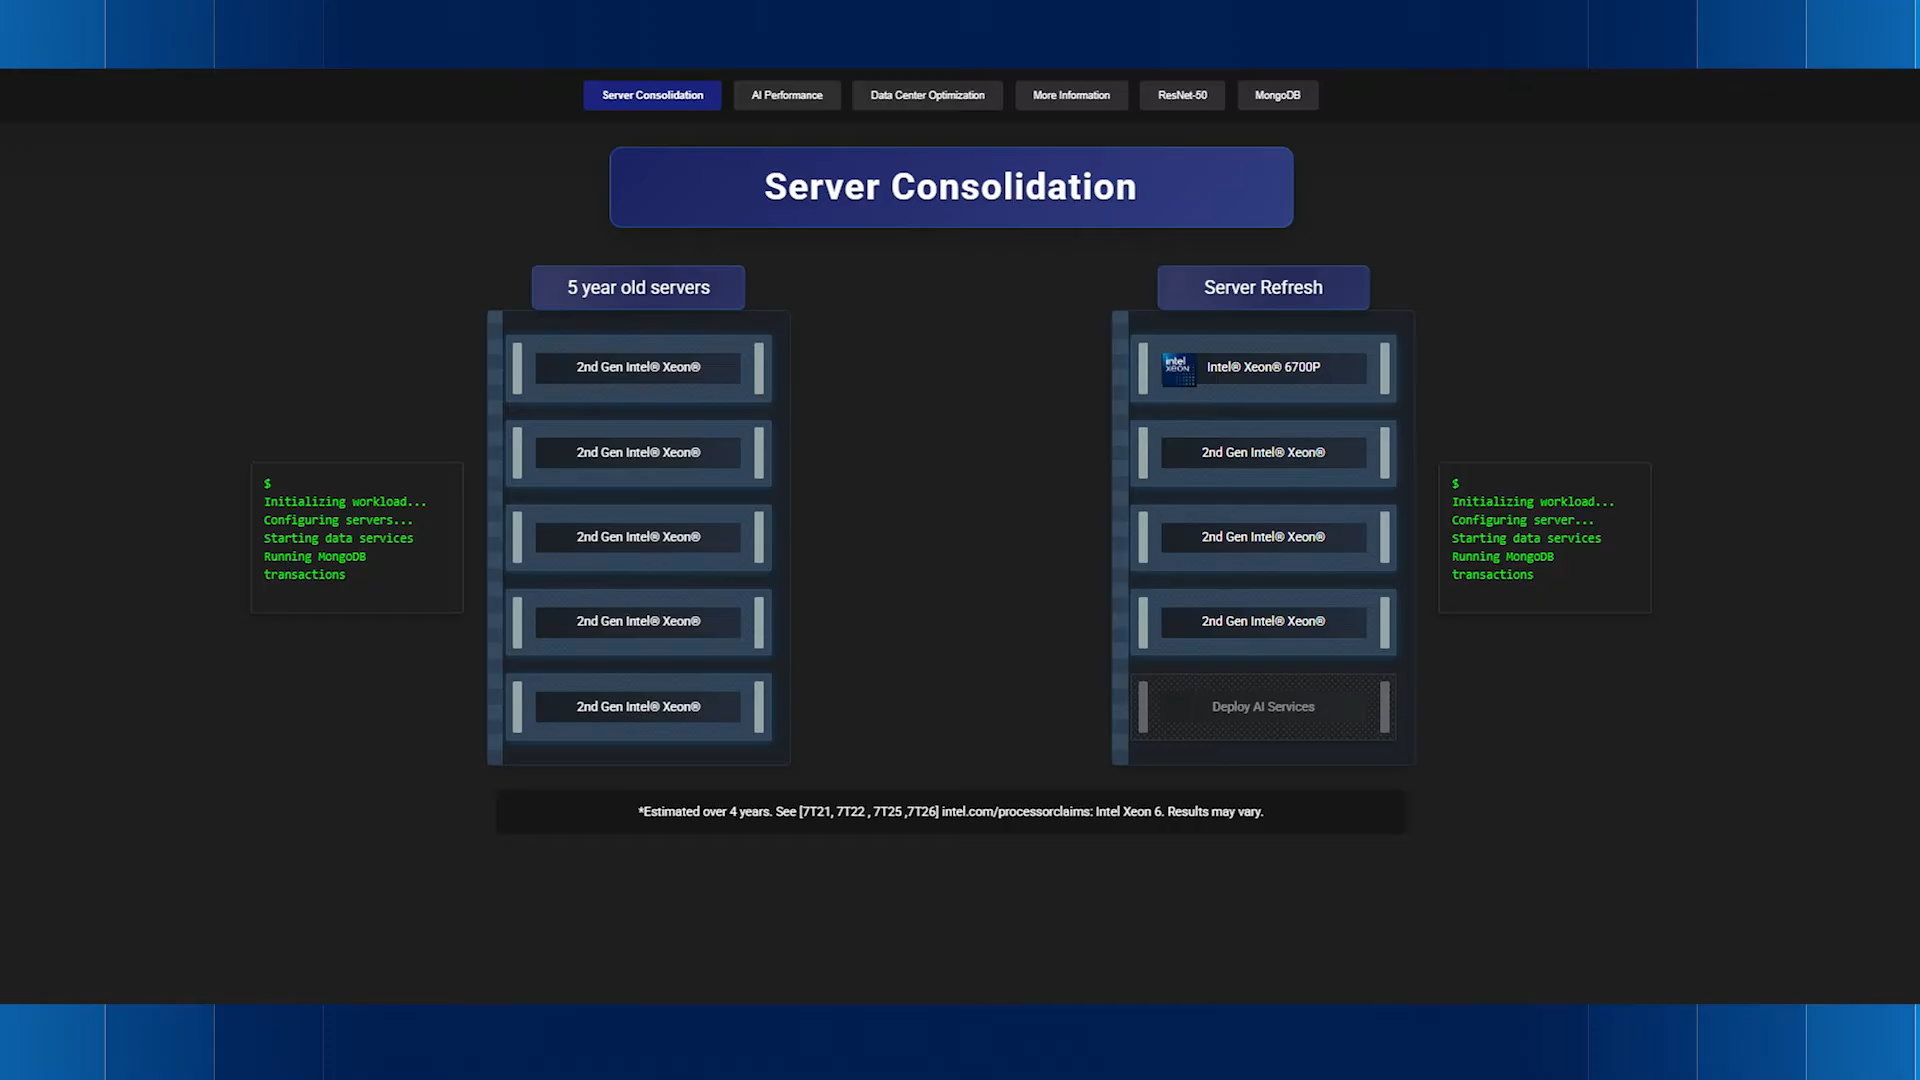 Server Consolidation
AI Performance
Data Center Optimization
More Information
ResNet-50
MongoDB
Server Consolidation
5 year old servers
2nd Gen Intel® Xeon®
2nd Gen Intel® Xeon®
2nd Gen Intel® Xeon®
2nd Gen Intel® Xeon®
2nd Gen Intel® Xeon®
$
Initializing workload...
Configuring servers...
Starting data services
Running MongoDB
transactions
Server Refresh
intel
xeon
Intel® Xeon® 6700P
2nd Gen Intel® Xeon®
2nd Gen Intel® Xeon®
2nd Gen Intel® Xeon®
Deploy AI Services
$
Initializing workload...
Configuring server...
Starting data services
Running MongoDB
transactions
*Estimated over 4 years. See [7T21, 7T22 , 7T25 ,7T26] intel.com/processorclaims: Intel Xeon 6. Results may vary.